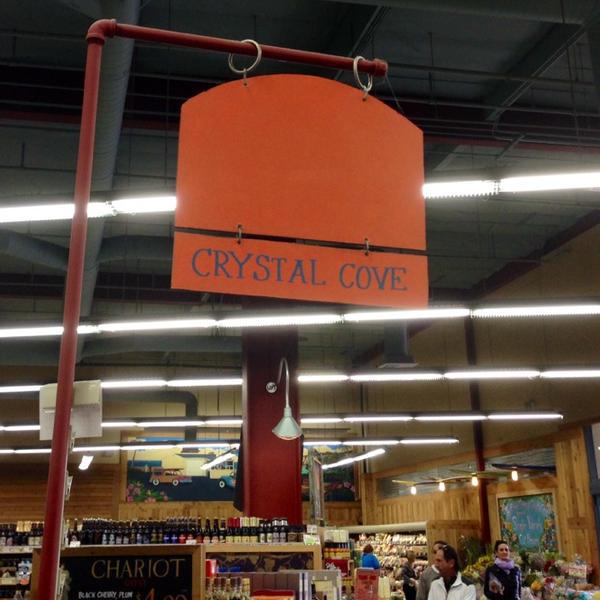 CRYSTAL COVE
CHARIOT
BLACK CHERRY, PLUM